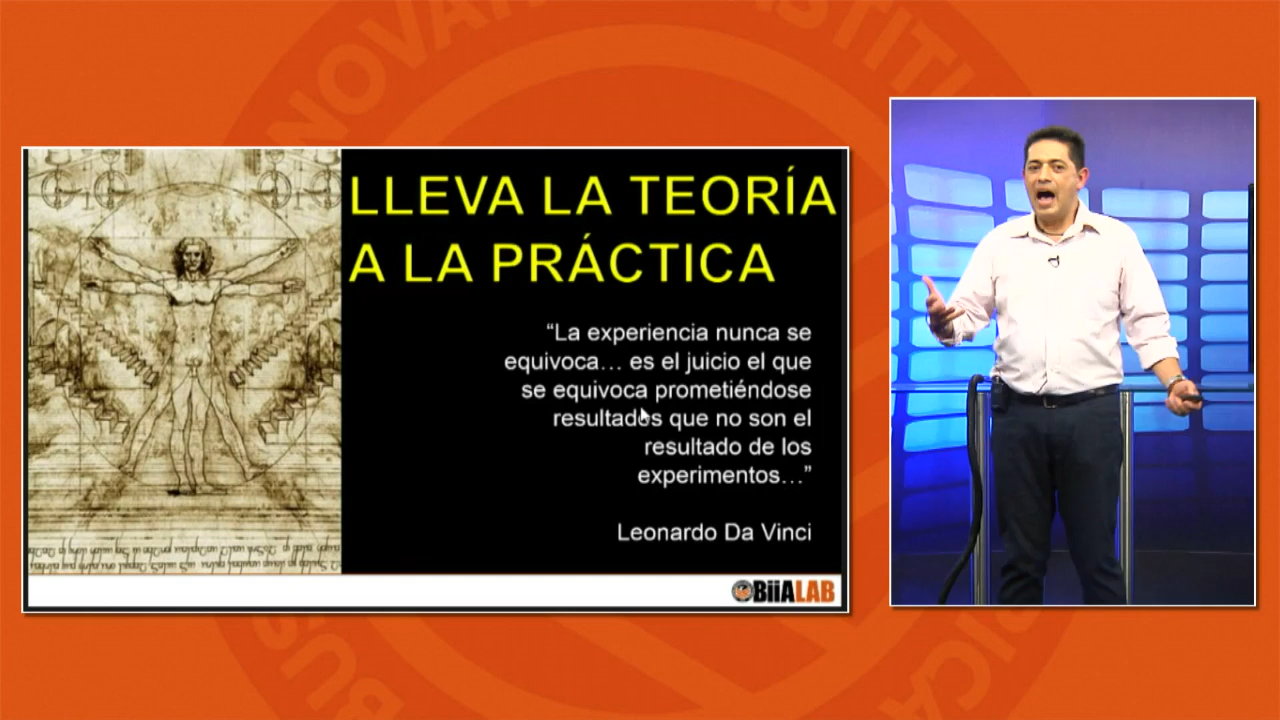 LLEVA LA TEORÍA
A LA PRÁCTICA
“La experiencia nunca se
equivoca… es el juicio el que
se equivoca prometiéndose
resultados que no son el
resultado de los
experimentos…”
Leonardo Da Vinci
BiiALAB